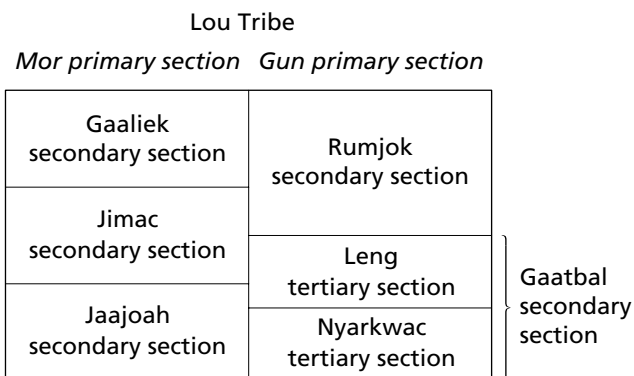 Lou Tribe
Mor primary section
Gun primary section
Gaaliek
secondary section
Jimac
secondary section
Jaajoah
secondary section
Rumjok
secondary section
Leng
tertiary section
Nyarkwac
tertiary section
Gaatbal
secondary
section